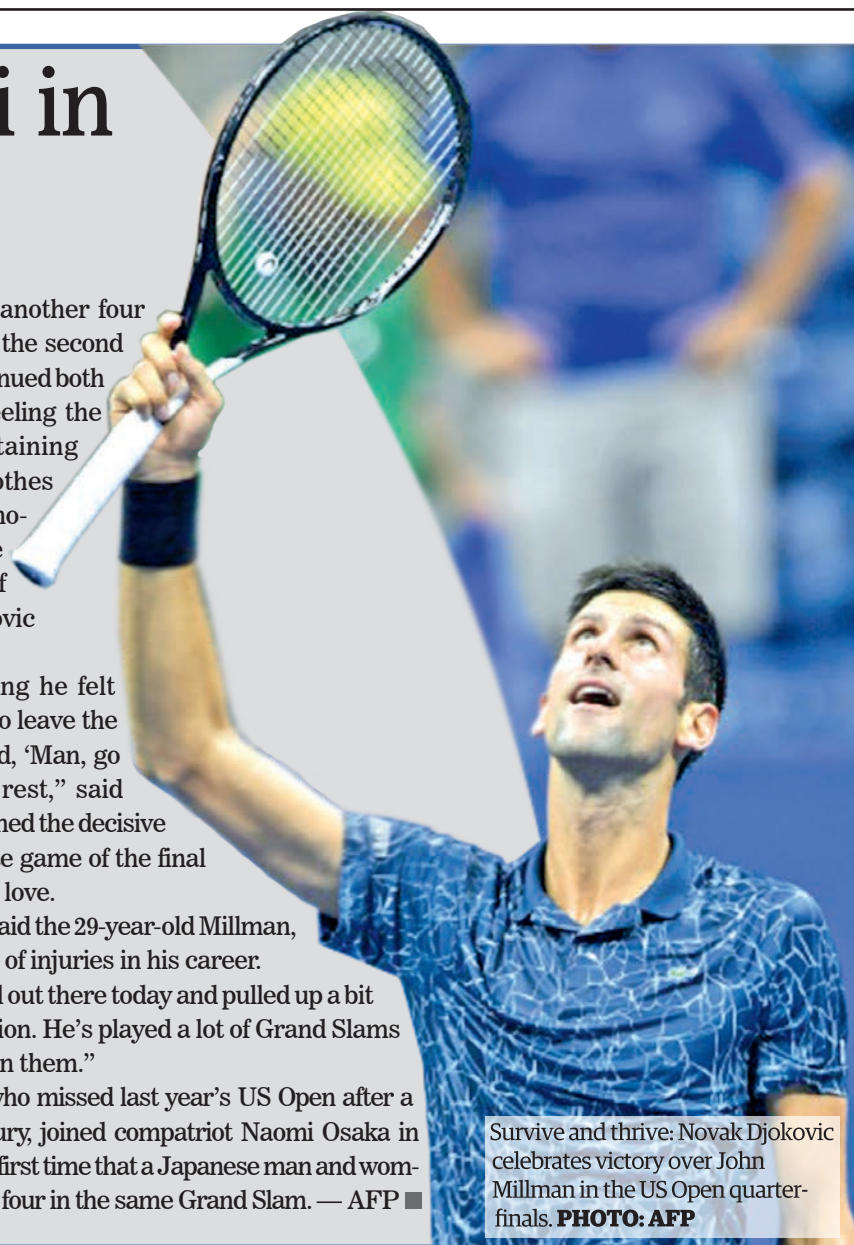 i in
another four
the second
nued both
eeling the
taining
othes
no-
e
f
ovic
ng he felt
o leave the
d, ‘Man, go
rest,” said
ned the decisive
e game of the final
love.
aid the 29-year-old Millman,
of injuries in his career.
l out there today and pulled up a bit
ion. He’s played a lot of Grand Slams
n them.”
who missed last year’s US Open after a
ury, joined compatriot Naomi Osaka in
first time that a Japanese man and wom-
four in the same Grand Slam. — AFP ■
Survive and thrive: Novak Djokovic
celebrates victory over John
Millman in the US Open quarter-
finals. PHOTO: AFP